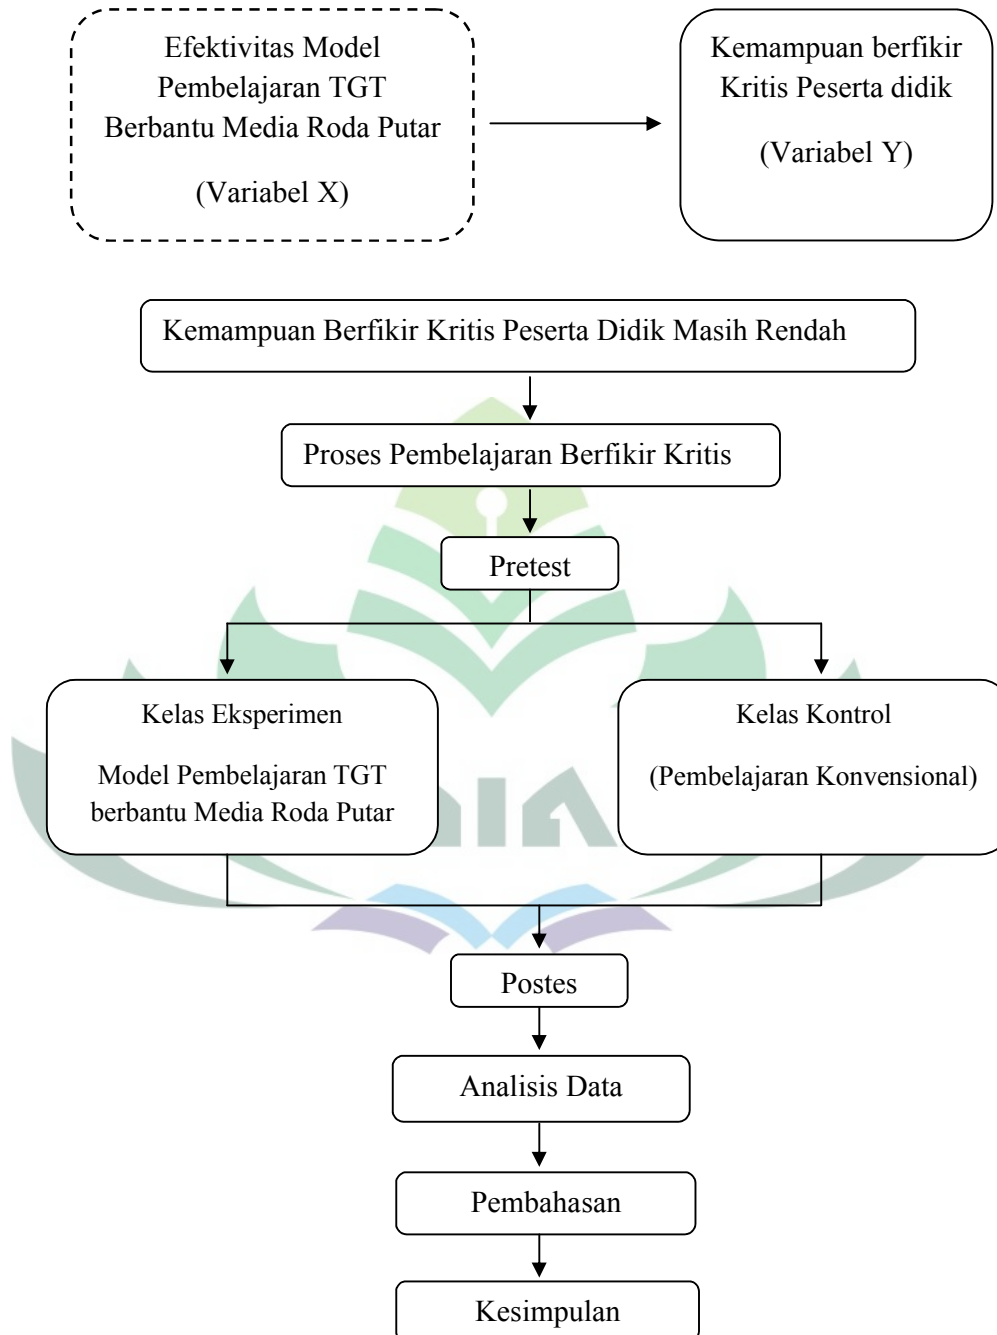 Efektivitas Model
Pembelajaran TGT
Berbantu Media Roda Putar
(Variabel X)
Kemampuan berfikir
Kritis Peserta didik
(Variabel Y)
Kemampuan Berfikir Kritis Peserta Didik Masih Rendah
Proses Pembelajaran Berfikir Kritis
Pretest
Kelas Eksperimen
Model Pembelajaran TGT
berbantu Media Roda Putar
Kelas Kontrol
(Pembelajaran Konvensional)
Postes
Analisis Data
Pembahasan
Kesimpulan